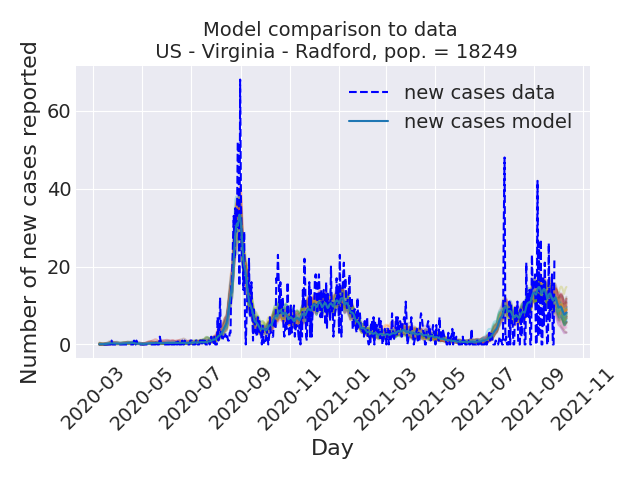 Model comparison to data
US - Virginia - Radford, pop. = 18249
new cases data
new cases model
Number of new cases reported
60
40
20
0
2020-03
2020-05
2020-07
2020-09
2020-11
2021-01
2021-03
2021-05
2021-07
2021-09
2021-11
Day